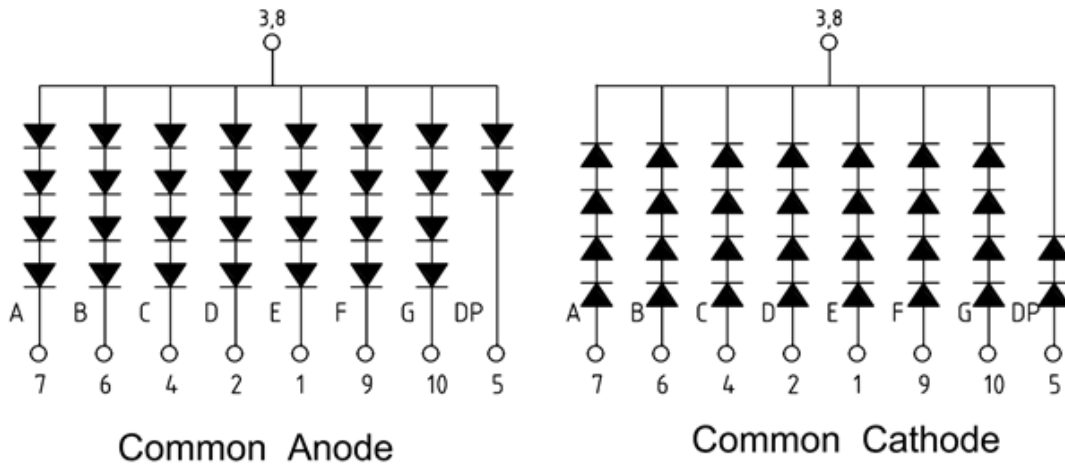 3,8 3,8
A B C D E F G DP A B C D E F G DP
7 6 4 2 1 9 10 5 7 6 4 2 1 9 10 5
Common Anode Common Cathode